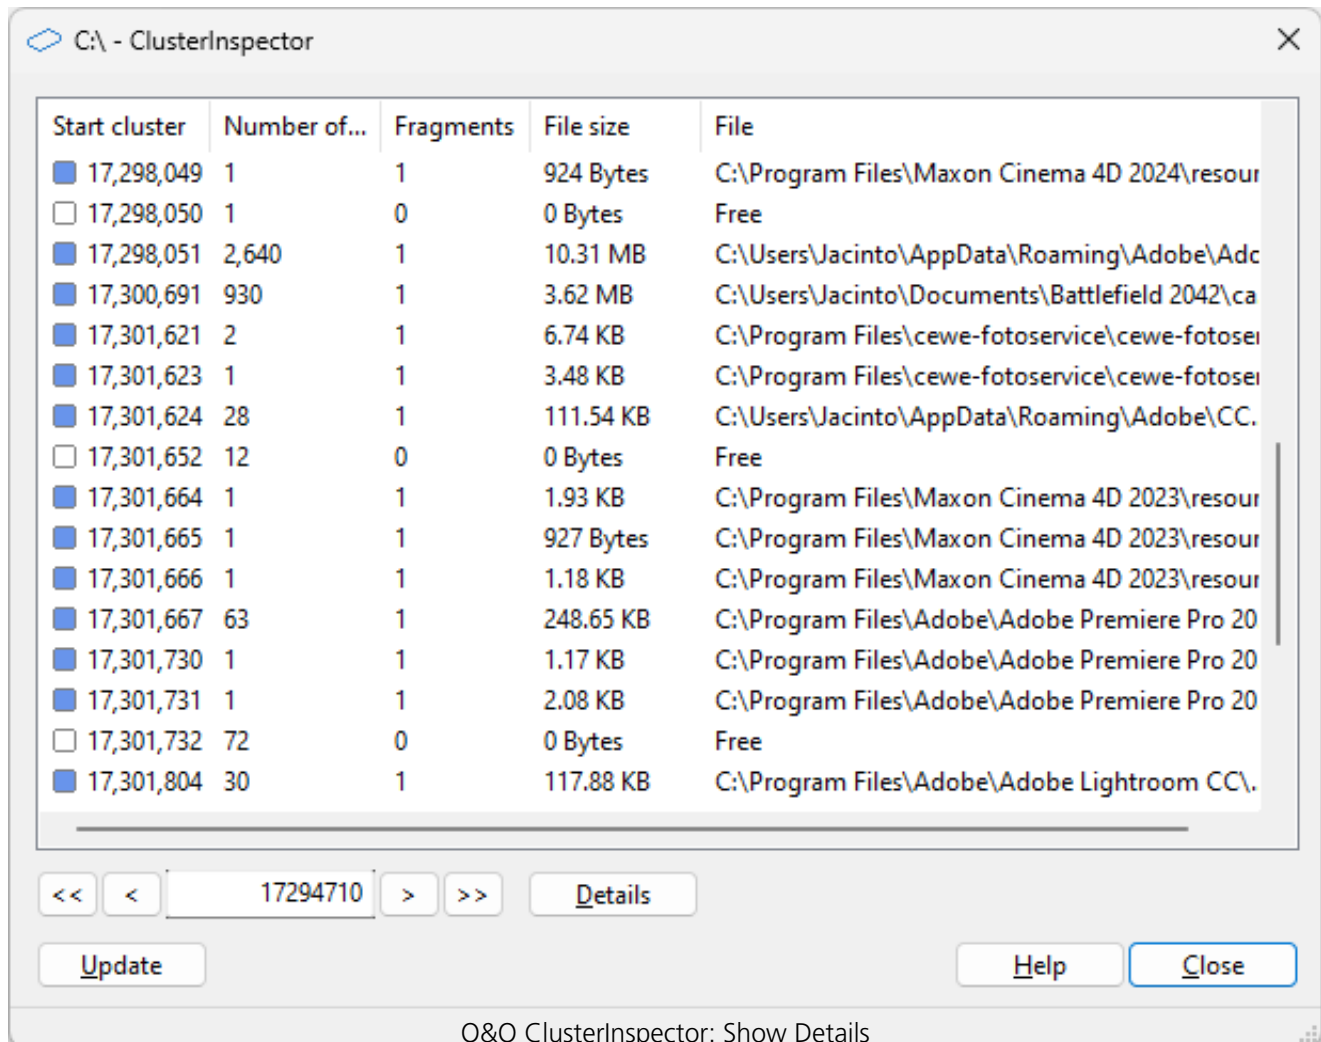 C:\ - ClusterInspector
Start cluster Number of... Fragments File size File
17,298,049 1 1 924 Bytes C:\Program Files\Maxon Cinema 4D 2024\resour
17,298,050 1 0 0 Bytes Free
17,298,051 2,640 1 10.31 MB C:\Users\Jacinto\AppData\Roaming\Adobe\Adc
17,300,691 930 1 3.62 MB C:\Users\Jacinto\Documents\Battlefield 2042\ca
17,301,621 2 1 6.74 KB C:\Program Files\cewe-fotoservice\cewe-fotoser
17,301,623 1 1 3.48 KB C:\Program Files\cewe-fotoservice\cewe-fotoser
17,301,624 28 1 111.54 KB C:\Users\Jacinto\AppData\Roaming\Adobe\CC.
17,301,652 12 0 0 Bytes Free
17,301,664 1 1 1.93 KB C:\Program Files\Maxon Cinema 4D 2023\resour
17,301,665 1 1 927 Bytes C:\Program Files\Maxon Cinema 4D 2023\resour
17,301,666 1 1 1.18 KB C:\Program Files\Maxon Cinema 4D 2023\resour
17,301,667 63 1 248.65 KB C:\Program Files\Adobe\Adobe Premiere Pro 20
17,301,730 1 1 1.17 KB C:\Program Files\Adobe\Adobe Premiere Pro 20
17,301,731 1 1 2.08 KB C:\Program Files\Adobe\Adobe Premiere Pro 20
17,301,732 72 0 0 Bytes Free
17,301,804 30 1 117.88 KB C:\Program Files\Adobe\Adobe Lightroom CC\.
<< < 17294710 > >> Details
Update Help Close
O&O ClusterInspector: Show Details